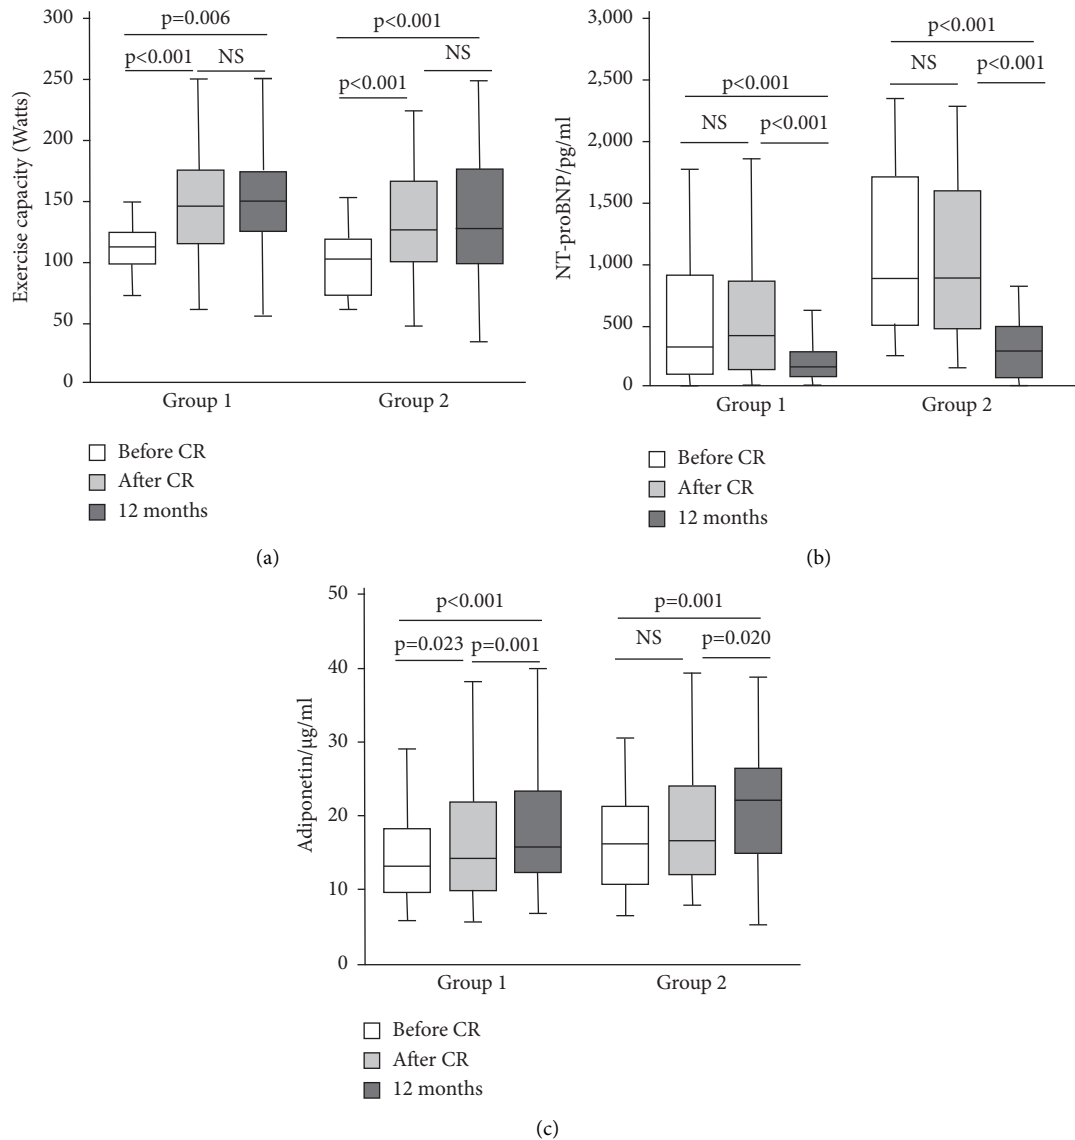 Exercise capacity (Watts)
300
250
200
150
100
50
0
p=0.006
p<0.001
NS
p<0.001
NS
p<0.001
Group 1
Group 2
Before CR
After CR
12 months
(a)
NT-proBNP/pg/ml
3,000
2,500
2,000
1,500
1,000
500
0
p<0.001
NS
p<0.001
p<0.001
NS
p<0.001
Group 1
Group 2
Before CR
After CR
12 months
(b)
Adiponetin/μg/ml
50
40
30
20
10
0
p<0.001
p=0.023
p=0.001
p=0.001
NS
p=0.020
Group 1
Group 2
Before CR
After CR
12 months
(c)